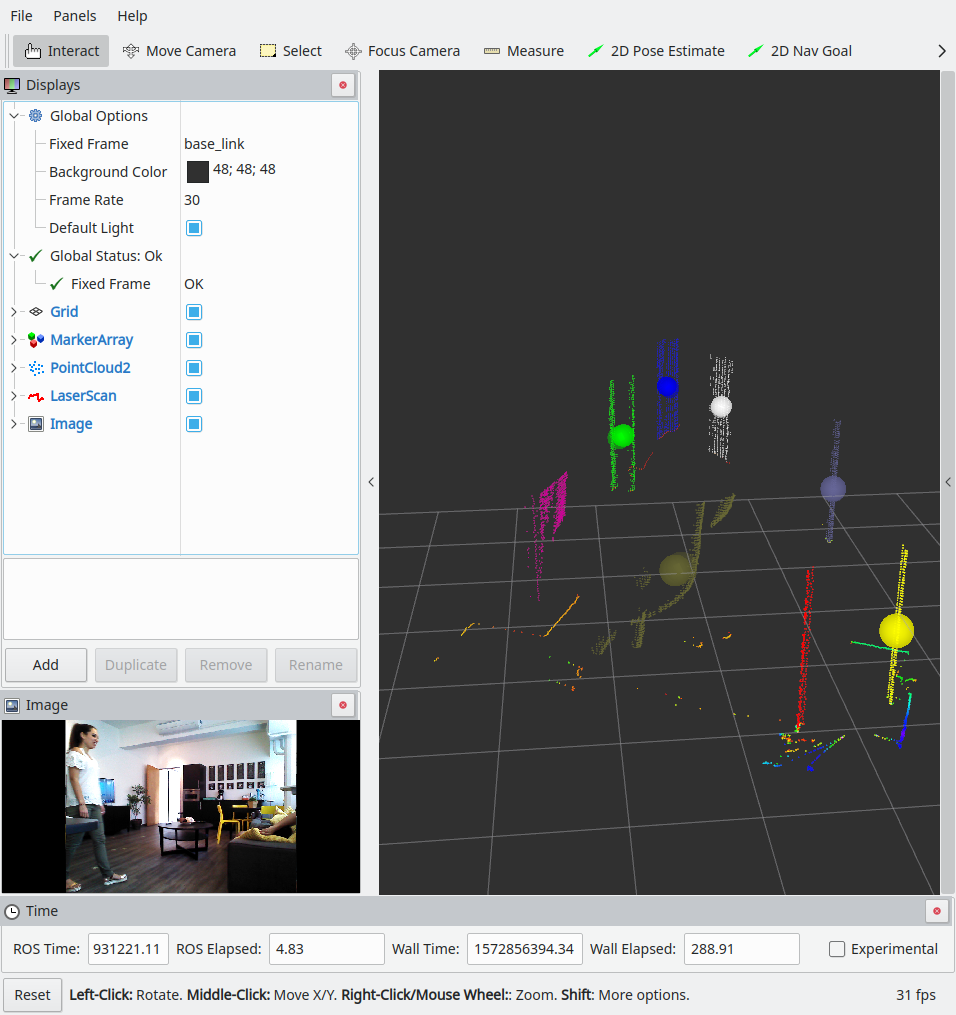 File Panels Help
Interact Move Camera Select Focus Camera Measure 2D Pose Estimate 2D Nav Goal
Displays
Global Options
Fixed Frame base_link
Background Color 48; 48; 48
Frame Rate 30
Default Light
Global Status: Ok
Fixed Frame OK
Grid
MarkerArray
PointCloud2
LaserScan
Image
Add Duplicate Remove Rename
Image
Time
ROS Time: 931221.11 ROS Elapsed: 4.83 Wall Time: 1572856394.34 Wall Elapsed: 288.91 Experimental
Reset Left-Click: Rotate. Middle-Click: Move X/Y. Right-Click/Mouse Wheel:: Zoom. Shift: More options. 31 fps